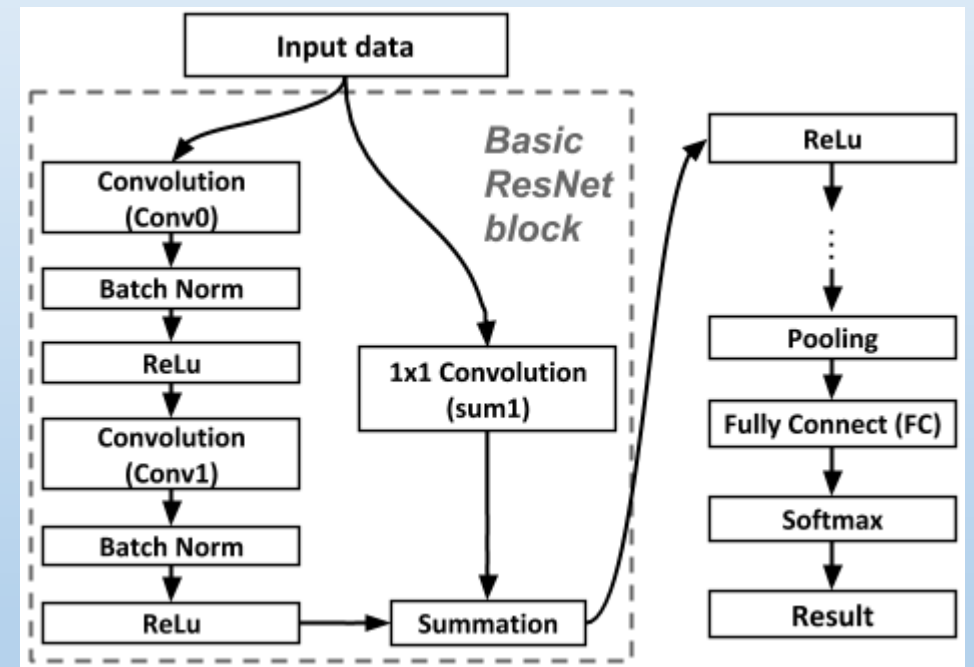 Input data
Basic
ResNet
block
Convolution
(Conv0)
Batch Norm
ReLu
Convolution
(Conv1)
Batch Norm
ReLu
1x1 Convolution
(sum1)
Summation
ReLu
Pooling
Fully Connect (FC)
Softmax
Result